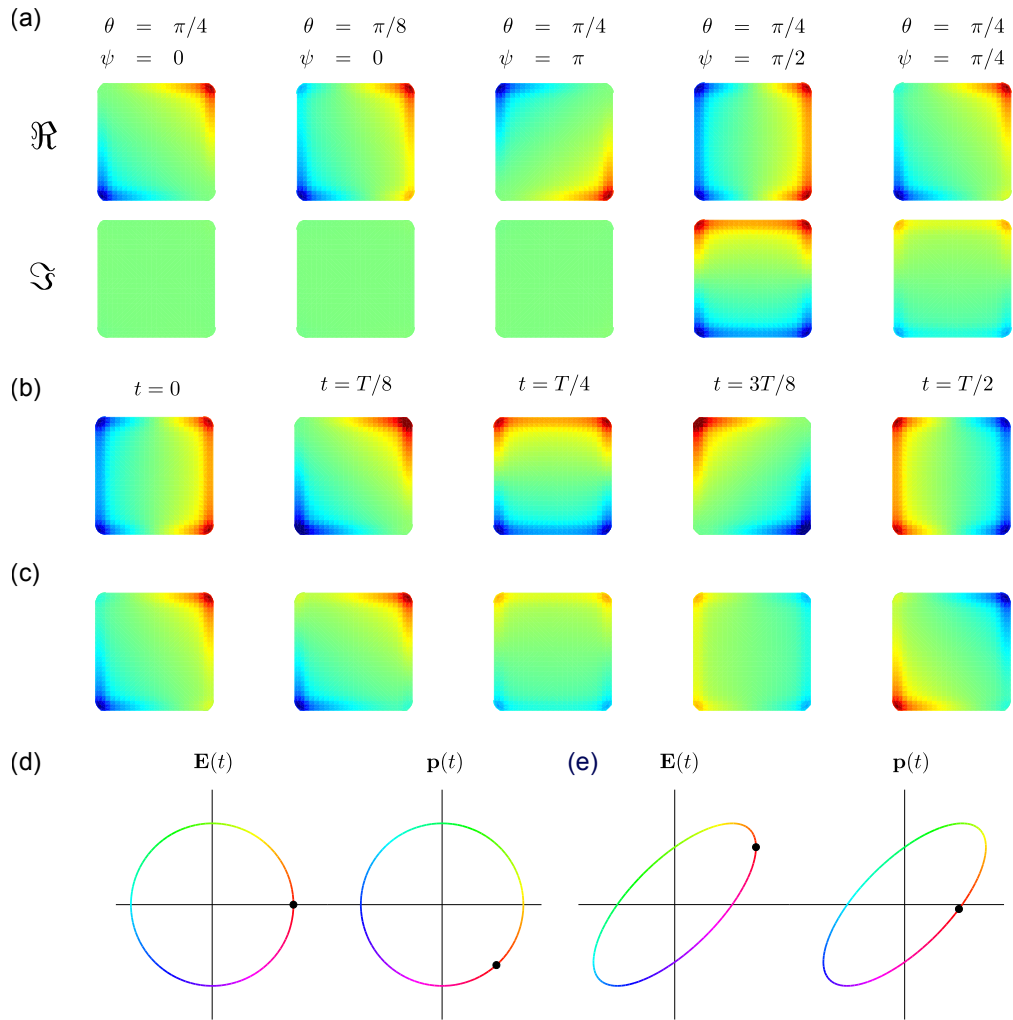 (a)
θ = π/4 θ = π/8 θ = π/4 θ = π/4 θ = π/4
ψ = 0 ψ = 0 ψ = π ψ = π/2 ψ = π/4
ℜ
ℑ
(b)
t = 0 t = T/8 t = T/4 t = 3T/8 t = T/2
(c)
(d) E(t) p(t) (e) E(t) p(t)